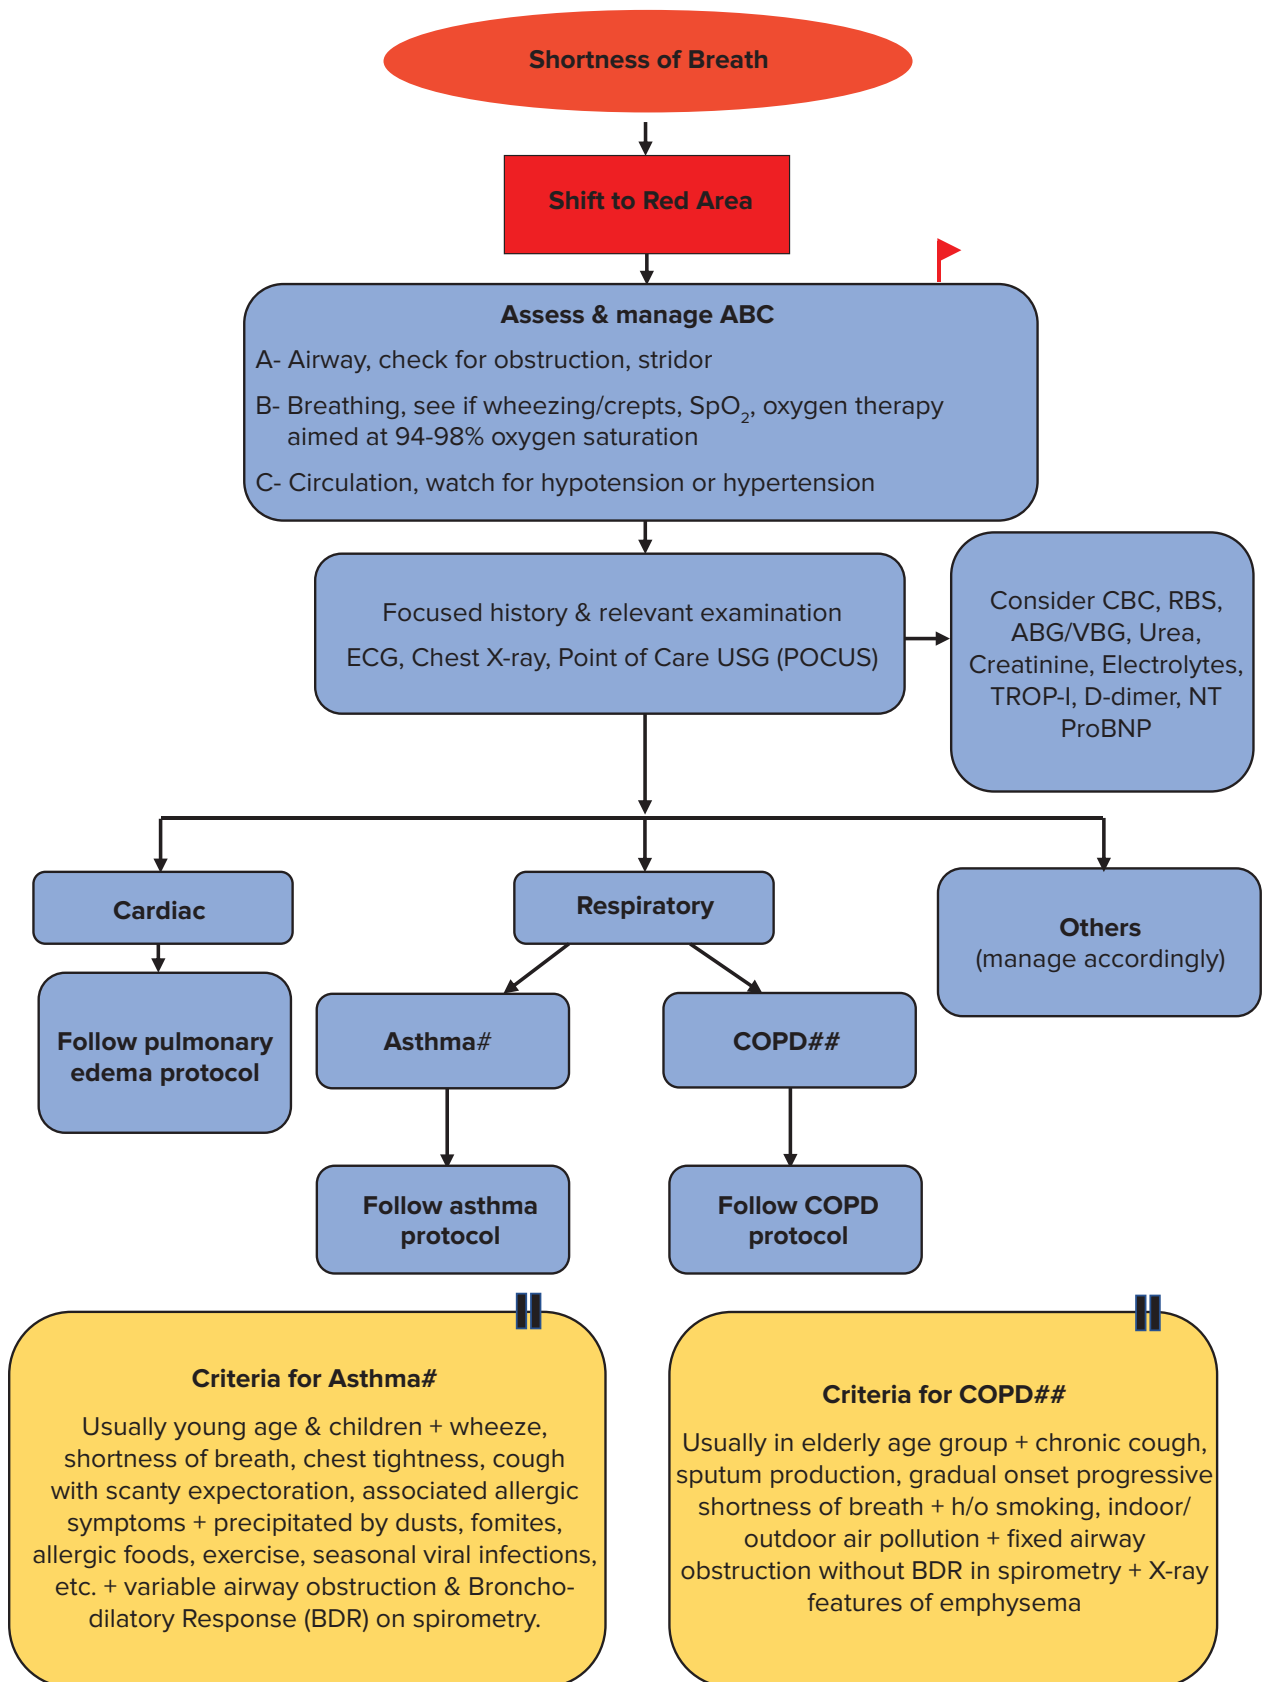 Shortness of Breath
Shift to Red Area
Assess & manage ABC
A- Airway, check for obstruction, stridor
B- Breathing, see if wheezing/crepts, SpO₂, oxygen therapy
aimed at 94-98% oxygen saturation
C- Circulation, watch for hypotension or hypertension
Focused history & relevant examination
ECG, Chest X-ray, Point of Care USG (POCUS)
Consider CBC, RBS,
ABG/VBG, Urea,
Creatinine, Electrolytes,
TROP-I, D-dimer, NT
ProBNP
Cardiac
Respiratory
Others
(manage accordingly)
Follow pulmonary
edema protocol
Asthma#
COPD##
Follow asthma
protocol
Follow COPD
protocol
Criteria for Asthma#
Usually young age & children + wheeze,
shortness of breath, chest tightness, cough
with scanty expectoration, associated allergic
symptoms + precipitated by dusts, fomites,
allergic foods, exercise, seasonal viral infections,
etc. + variable airway obstruction & Broncho-
dilatory Response (BDR) on spirometry.
Criteria for COPD##
Usually in elderly age group + chronic cough,
sputum production, gradual onset progressive
shortness of breath + h/o smoking, indoor/
outdoor air pollution + fixed airway
obstruction without BDR in spirometry + X-ray
features of emphysema